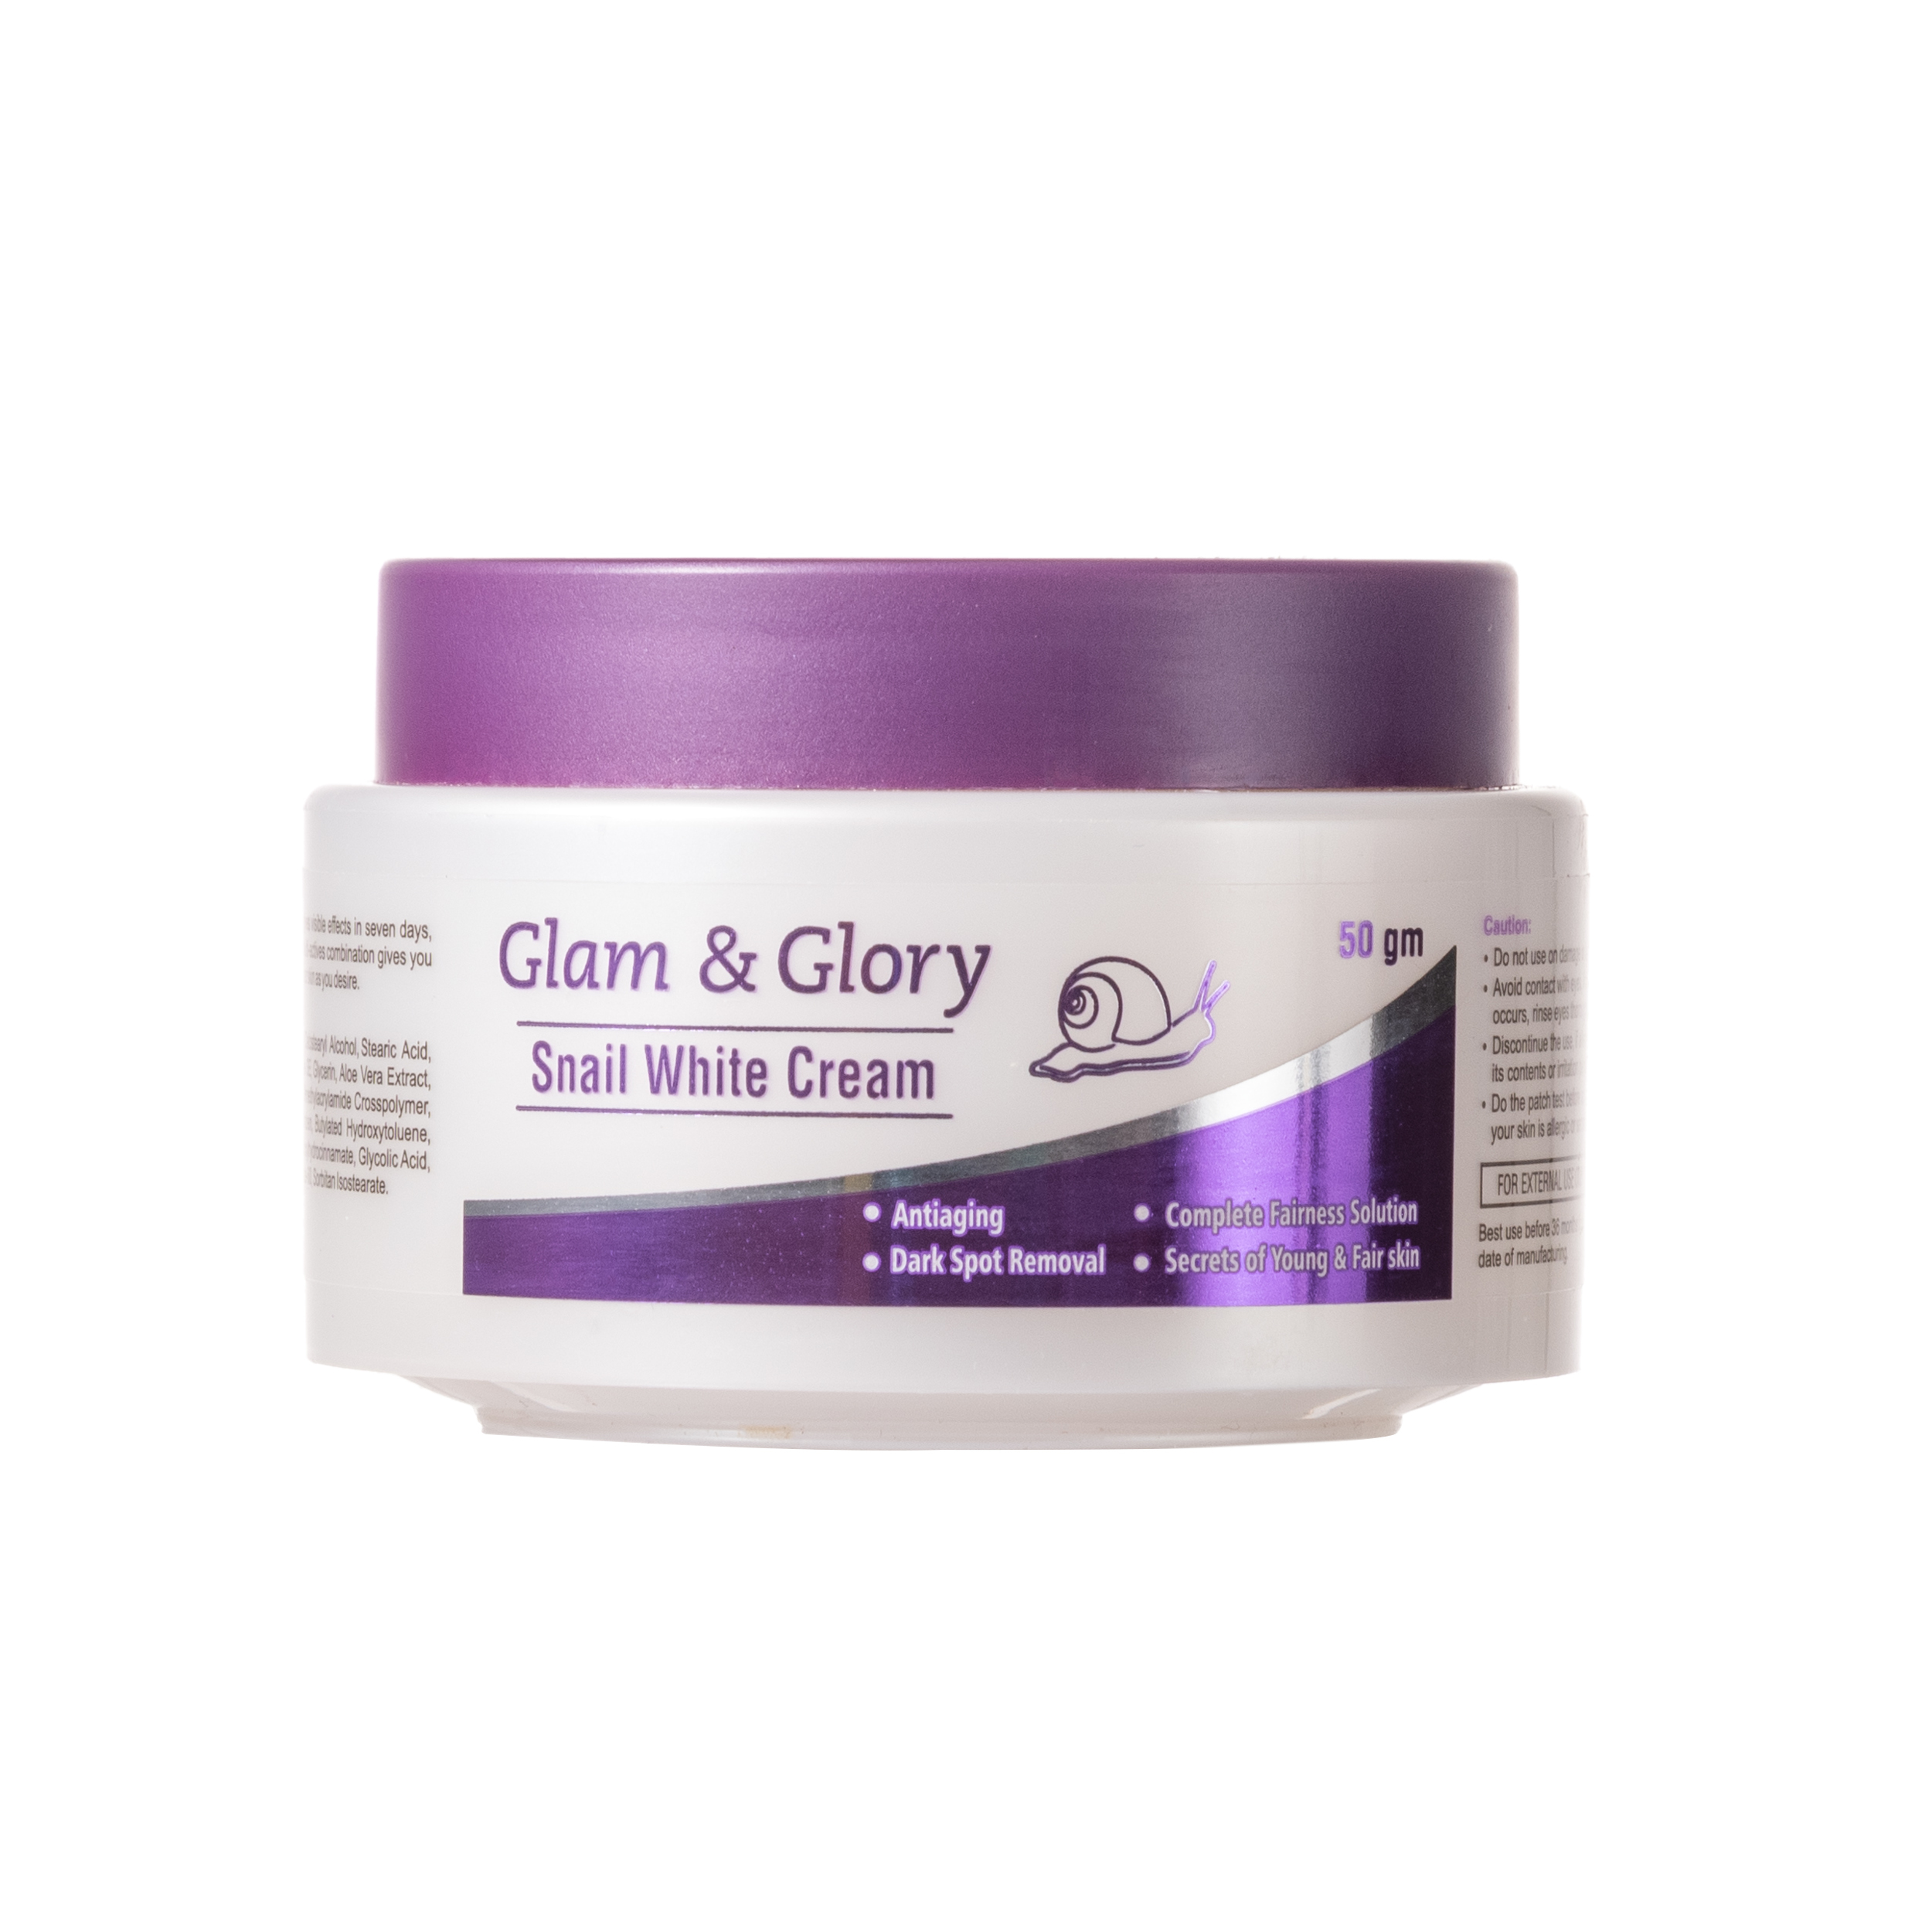 visible effects in seven days,
combination gives you
as you desire.
Alcohol, Stearic Acid,
Glycerin, Aloe Vera Extract,
Crosspolymer,
Butylated Hydroxytoluene,
Glycolic Acid,
Sorbitan Isostearate.
Glam & Glory
Snail White Cream
50 gm
• Antiaging
• Dark Spot Removal
• Complete Fairness Solution
• Secrets of Young & Fair skin
Caution:
• Do not use on
• Avoid contact with
occurs, rinse eyes
• Discontinue the use,
its contents or
• Do the patch test
your skin is allergic
FOR EXTERNAL USE
Best use before 36
date of manufacturing.